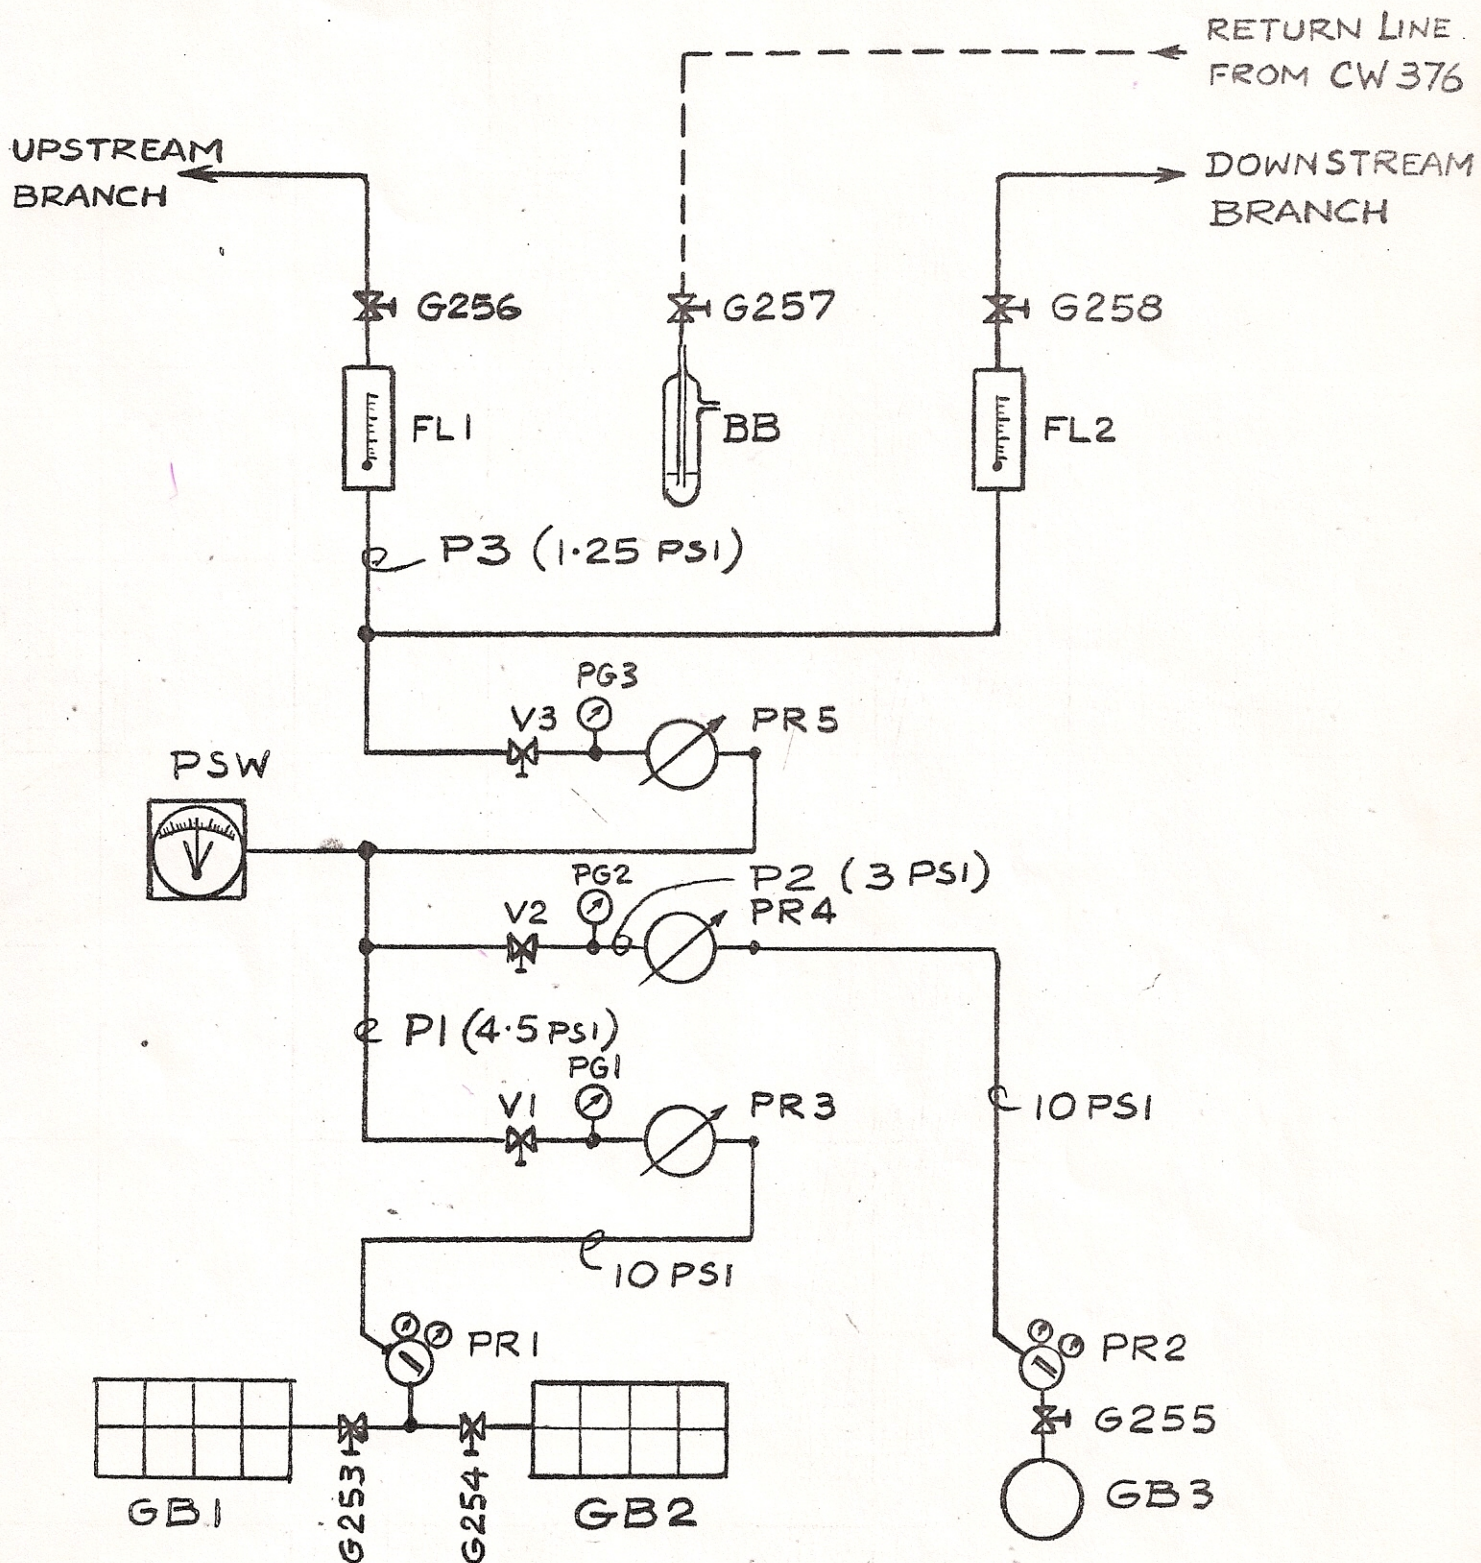 RETURN LINE
FROM CW 376
UPSTREAM
BRANCH
DOWNSTREAM
BRANCH
G256
G257
G258
FL1
BB
FL2
P3 (1.25 PSI)
PG3
V3
PR5
PSW
PG2
P2 (3 PSI)
V2
PR4
P1 (4.5 PSI)
PG1
V1
PR3
10 PSI
10 PSI
PR1
PR2
G255
GB1
G253
G254
GB2
GB3